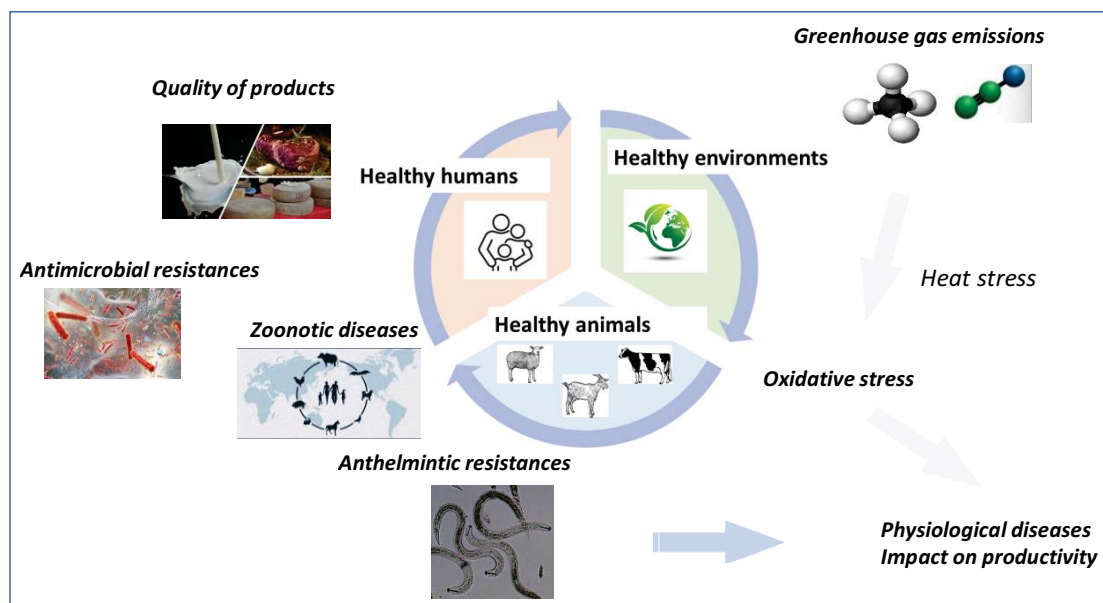 Greenhouse gas emissions
Quality of products
Healthy humans
Healthy environments
Antimicrobial resistances
Heat stress
Zoonotic diseases
Healthy animals
Oxidative stress
Anthelmintic resistances
Physiological diseases
Impact on productivity